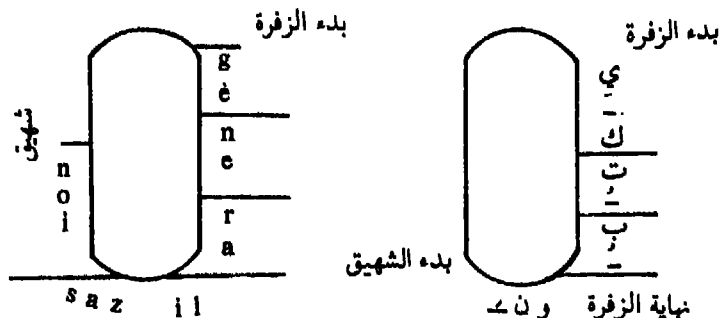 بدء الزفرة
g
è
n
e
r
a
s a z i l
n
o
i
شهيق
بدء الزفرة
ي
ـِ
ك
ت
ـُ
ب
ـُ
نهاية الزفرة
و ن ـَ
بدء الشهيق